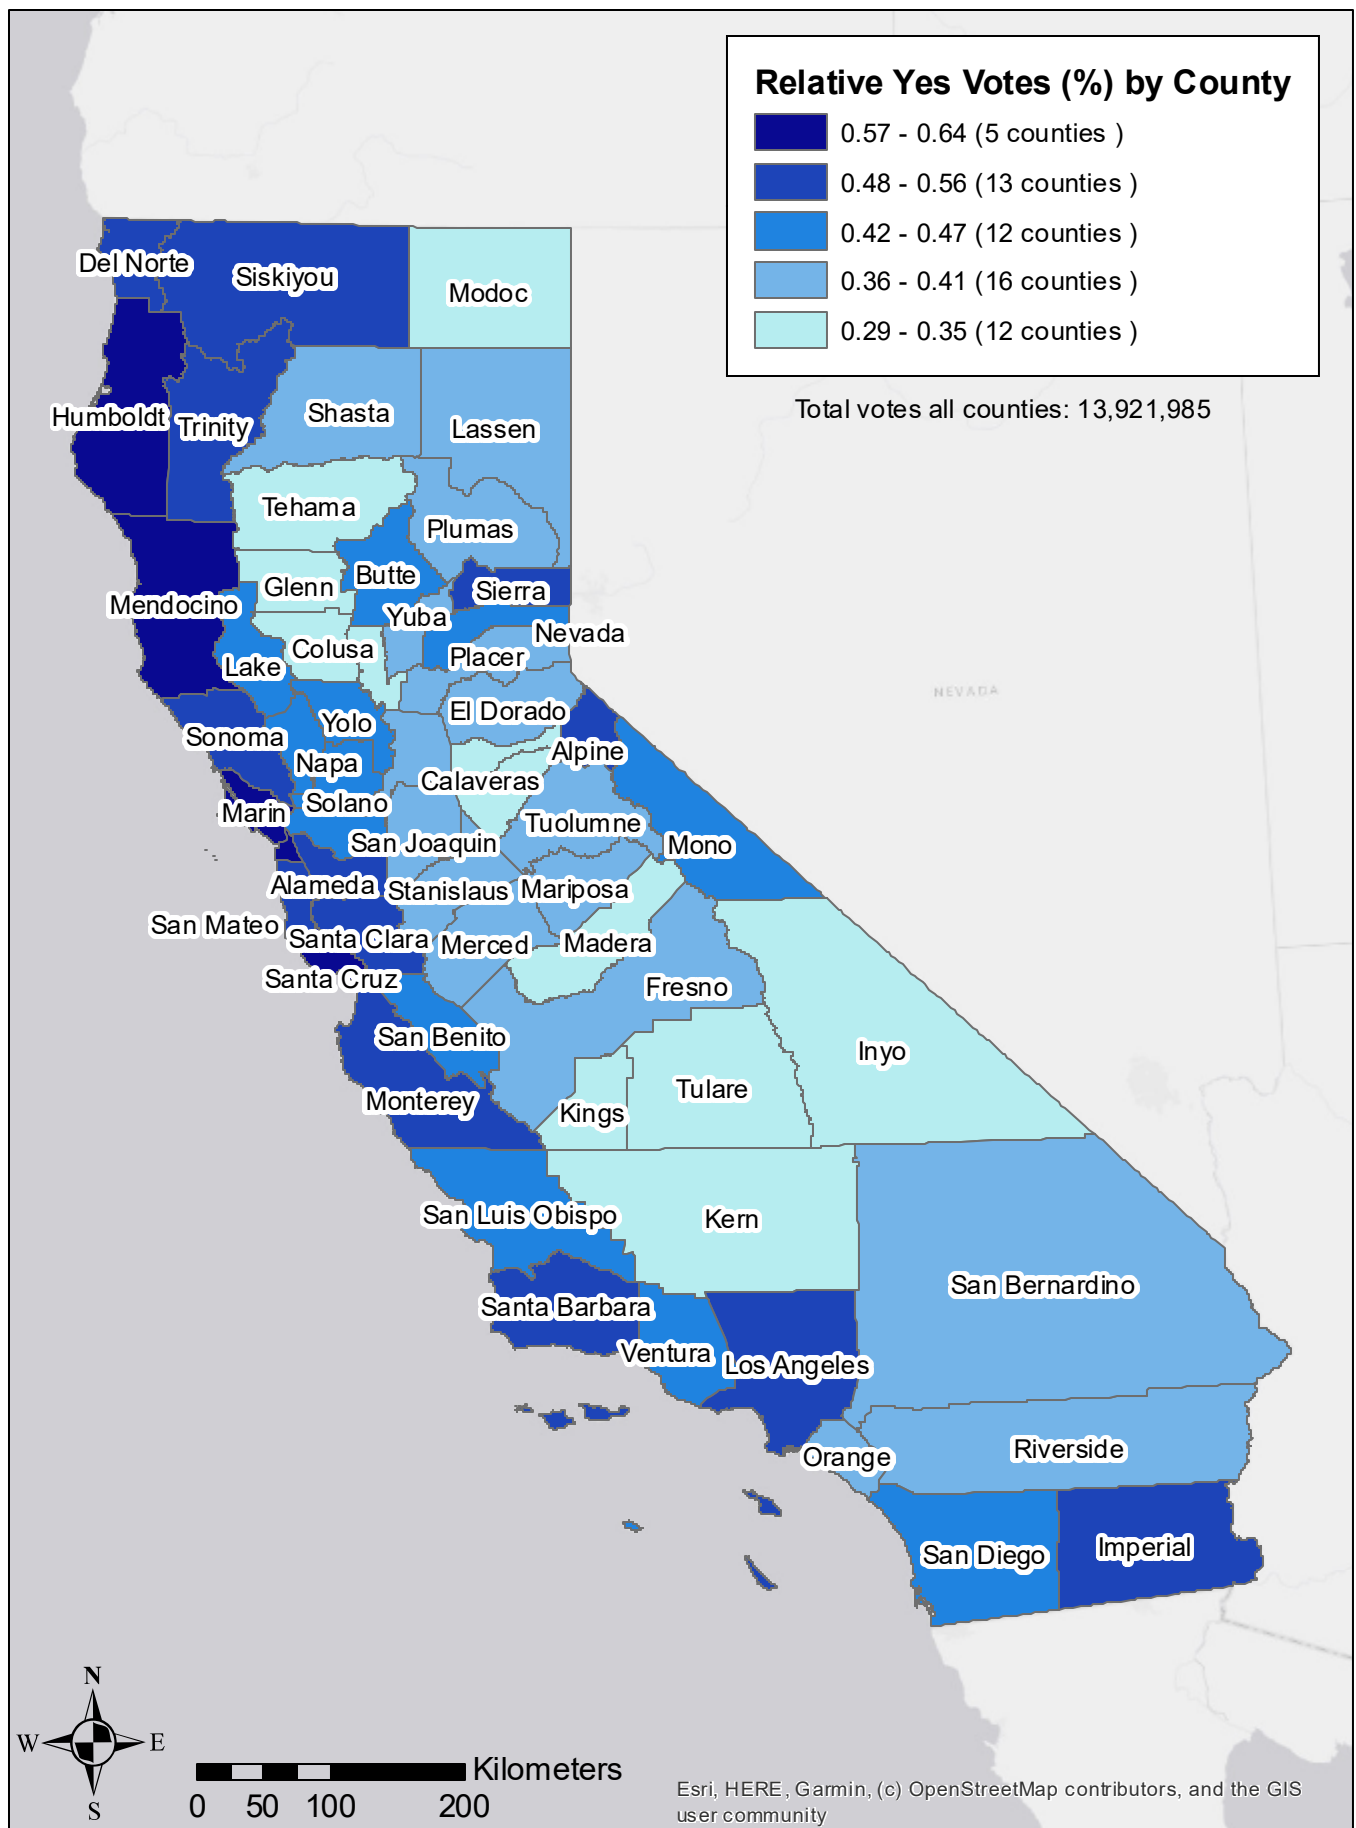 Relative Yes Votes (%) by County
0.57 - 0.64 (5 counties )
0.48 - 0.56 (13 counties )
0.42 - 0.47 (12 counties )
0.36 - 0.41 (16 counties )
0.29 - 0.35 (12 counties )
Total votes all counties: 13,921,985
Del Norte
Siskiyou
Modoc
Humboldt
Trinity
Shasta
Lassen
Tehama
Plumas
Glenn
Butte
Sierra
Mendocino
Yuba
Nevada
Colusa
Placer
Lake
NEVADA
El Dorado
Yolo
Sonoma
Alpine
Napa
Calaveras
Solano
Marin
Tuolumne
San Joaquin
Mono
Alameda
Stanislaus
Mariposa
San Mateo
Santa Clara
Merced
Madera
Santa Cruz
Fresno
San Benito
Inyo
Tulare
Monterey
Kings
San Luis Obispo
Kern
San Bernardino
Santa Barbara
Ventura
Los Angeles
Orange
Riverside
San Diego
Imperial
N
W
E
S
Kilometers
0 50 100 200
Esri, HERE, Garmin, (c) OpenStreetMap contributors, and the GIS
user community